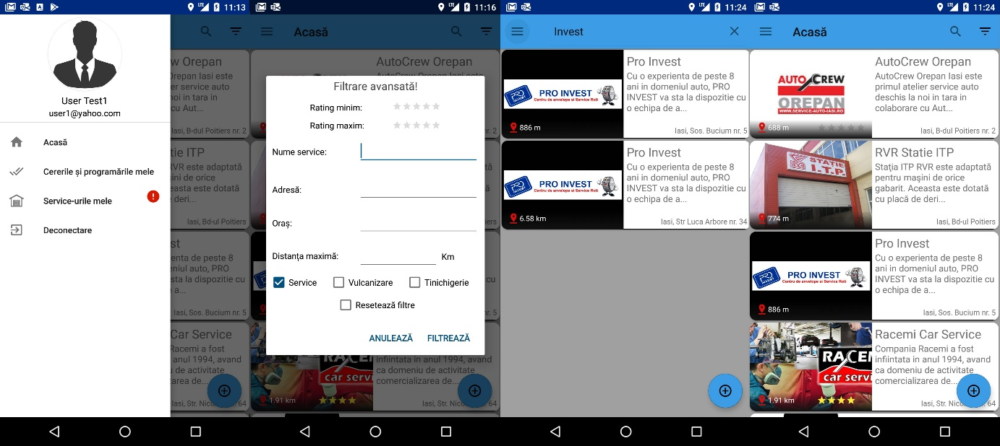 11:13
User Test1
user1@yahoo.com
Acasă
Cererile și programările mele
Service-urile mele
Deconectare
w Orepan
Orepan Iasi este
service auto
noi in tara in
cu Aut...
Iasi, B-dul Poitiers nr. 2
tie ITP
RVR este adaptată
maşini de orice
easta este dotată
deri...
Iasi, Bd-ul Poitiers
st
enta de peste 8
eniul auto, PRO
sta la dispozitie cu
a...
Iasi, Sos. Bucium nr. 5
Car Service
Racemi a fost
anul 1994, avand
u de activitate
zarea de...
Iasi, Str. Nico 64
LTE 11:16
Acasă
AutoCrew Orepan
Filtrare avansată!
Rating minim:
Rating maxim:
Nume service:
Adresă:
Oraș:
Distanța maximă:
Km
Service
Vulcanizare
Tinichigerie
Resetează filtre
ANULEAZĂ
FILTREAZĂ
infiintata in anul 1994, avand
ca domeniu de activitate
comercializarea de...
RACEM
car servi
1.91 km
Iasi, Str. Nico 64
LTE 11:24
Invest
Pro Invest
Cu o experienta de peste 8
ani in domeniul auto, PRO
INVEST va sta la dispozitie cu
o echipa de a...
PRO INVEST
Centru de anvelope si Service Roti
886 m
Iasi, Sos. Bucium nr. 5
Pro Invest
Cu o experienta de peste 8
ani in domeniul auto, PRO
INVEST va sta la dispozitie cu
o echipa de a...
PRO INVEST
Centru de anvelope si Service Roti
6.58 km
Iasi, Str Luca Arbore nr. 34
LTE 11:24
Acasă
AUTO CREW
OREPAN
WWW.SERVICE-AUTO-IASI.RO
688 m
AutoCrew Orepan
AutoCrew Orepan Iasi este
primul atelier service auto
deschis la noi in tara in
colaborare cu Aut...
Iasi, B-dul Poitiers nr. 2
STATIE
I.T.P.
774 m
RVR Statie ITP
Stația ITP RVR este adaptată
pentru maşini de orice
gabarit. Aceasta este dotată
cu placă de deri...
Iasi, Bd-ul Poitiers
PRO INVEST
Centru de anvelope si Service Roti
886 m
Pro Invest
Cu o experienta de peste 8
ani in domeniul auto, PRO
INVEST va sta la dispozitie cu
o echipa de a...
Iasi, Sos. Bucium nr. 5
RACEM
car servi
1.91 km
Racemi Car Service
Compania Racemi a fost
infiintata in anul 1994, avand
ca domeniu de activitate
comercializarea de...
Iasi, Str. Nico 64